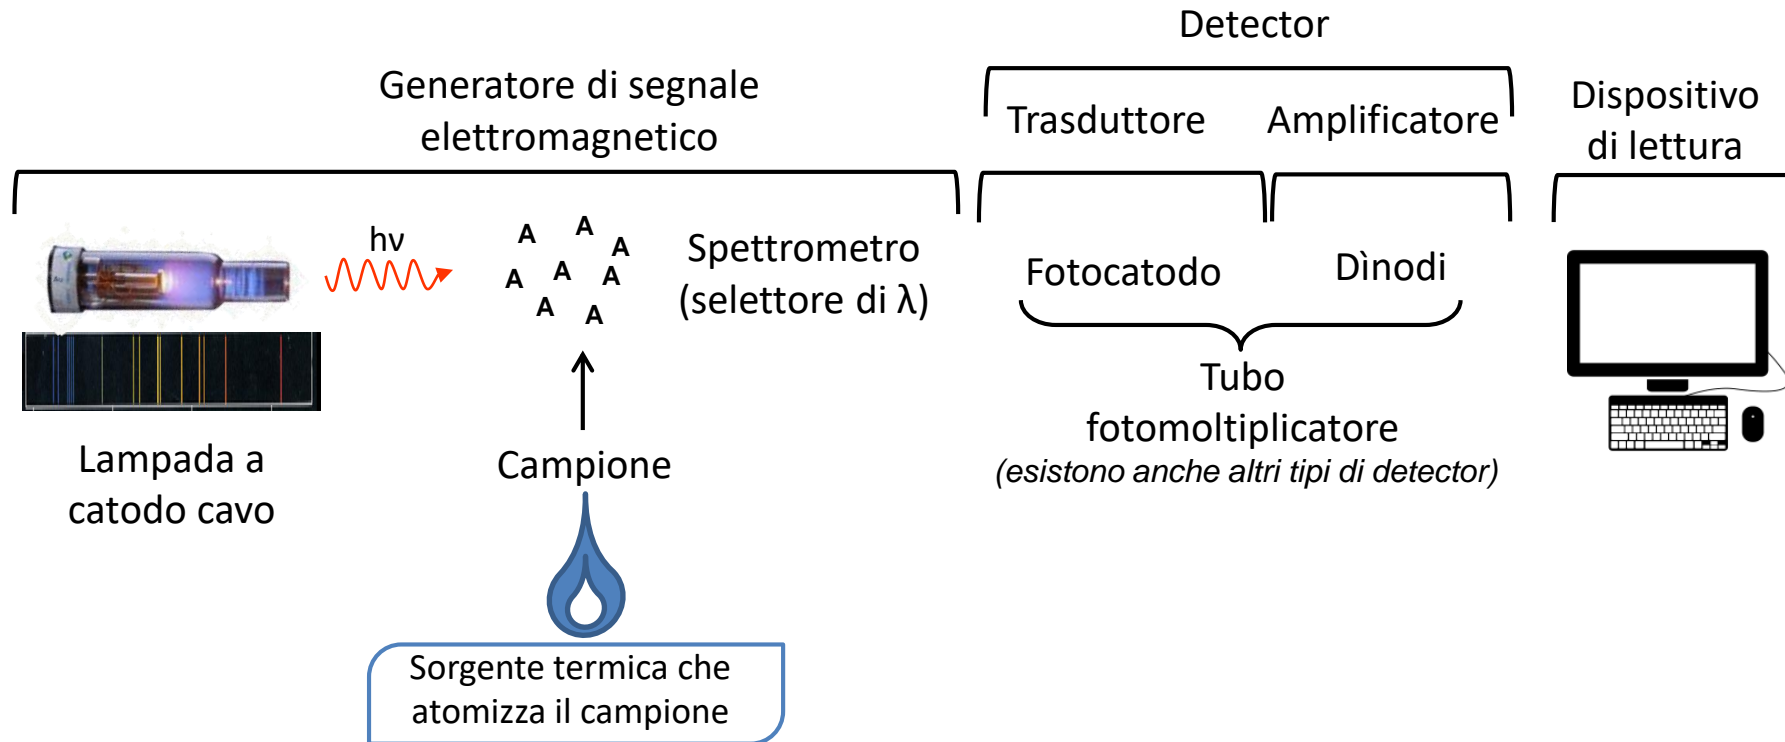 Detector
Generatore di segnale
elettromagnetico
Trasduttore
Amplificatore
Dispositivo
di lettura
hν
A
A
A
A
A
A
A
A
Spettrometro
(selettore di λ)
Fotocatodo
Dìnodi
Tubo
fotomoltiplicatore
(esistono anche altri tipi di detector)
Lampada a
catodo cavo
Campione
Sorgente termica che
atomizza il campione